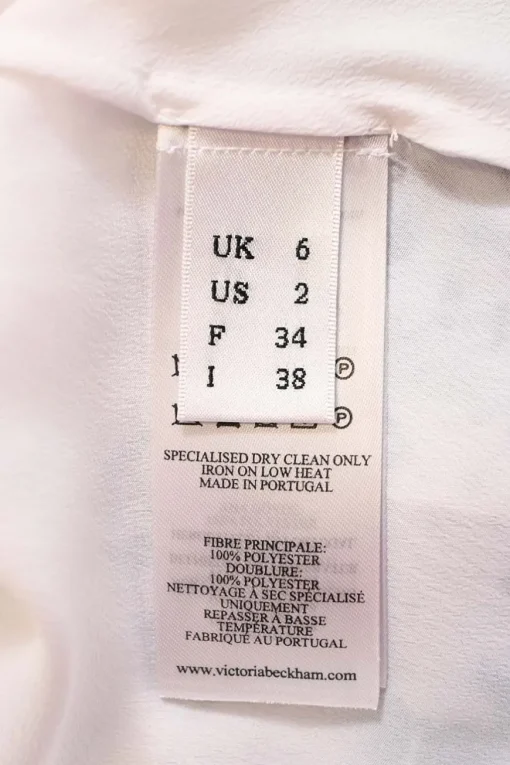 UK 6
US 2
F 34
I 38
P
P
SPECIALISED DRY CLEAN ONLY
IRON ON LOW HEAT
MADE IN PORTUGAL
FIBRE PRINCIPALE:
100% POLYESTER
DOUBLURE:
100% POLYESTER
NETTOYAGE À SEC SPÉCIALISÉ
UNIQUEMENT
REPASSER À BASSE
TEMPÉRATURE
FABRIQUÉ AU PORTUGAL
www.victoriabeckham.com